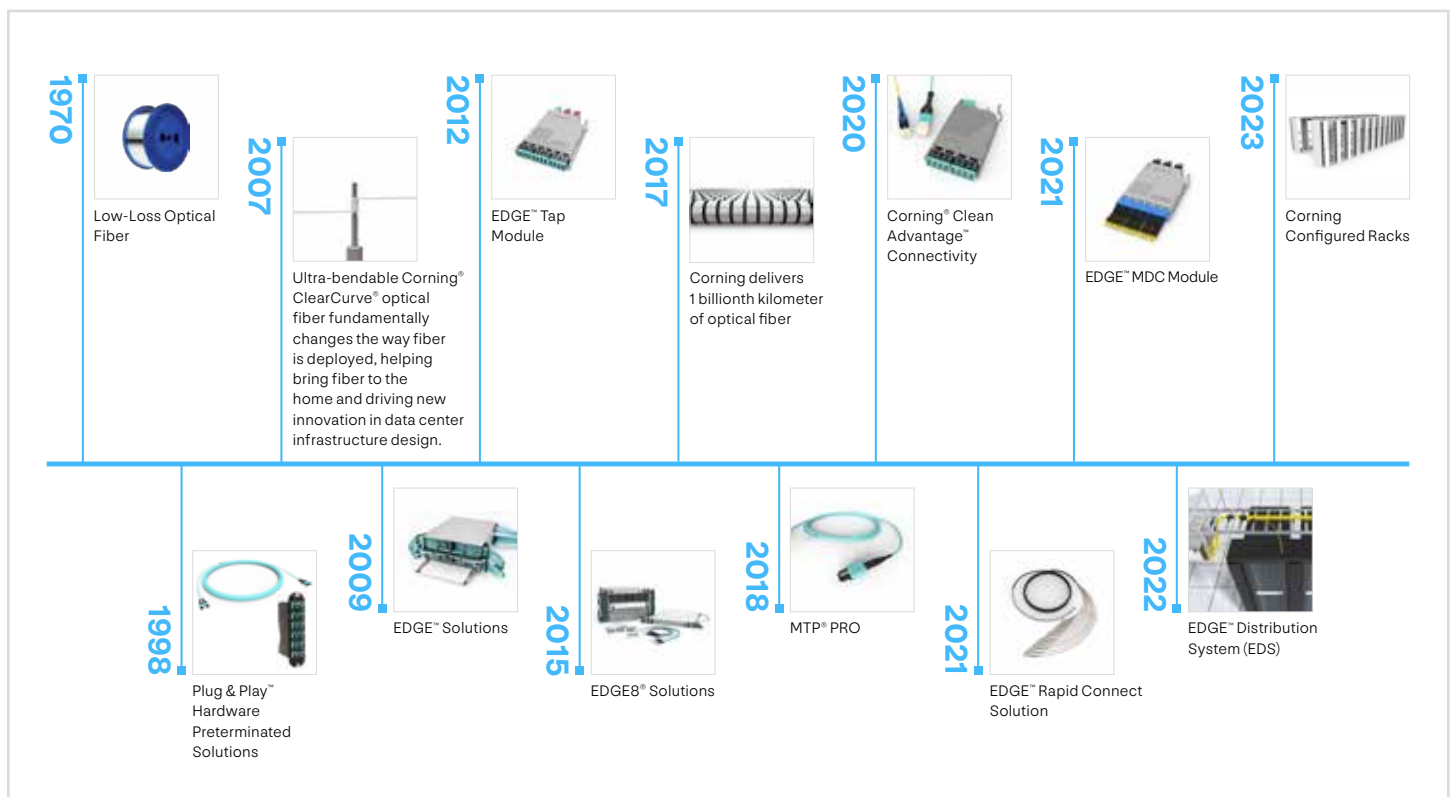 1970
Low-Loss Optical
Fiber
1998
Plug & Play™
Hardware
Preterminated
Solutions
2007
Ultra-bendable Corning®
ClearCurve® optical
fiber fundamentally
changes the way fiber
is deployed, helping
bring fiber to the
home and driving new
innovation in data center
infrastructure design.
2009
EDGE™ Solutions
2012
EDGE™ Tap
Module
2015
EDGE8® Solutions
2017
Corning delivers
1 billionth kilometer
of optical fiber
2018
MTP® PRO
2020
Corning® Clean
Advantage™
Connectivity
2021
EDGE™ Rapid Connect
Solution
2021
EDGE™ MDC Module
2022
EDGE™ Distribution
System (EDS)
2023
Corning
Configured Racks